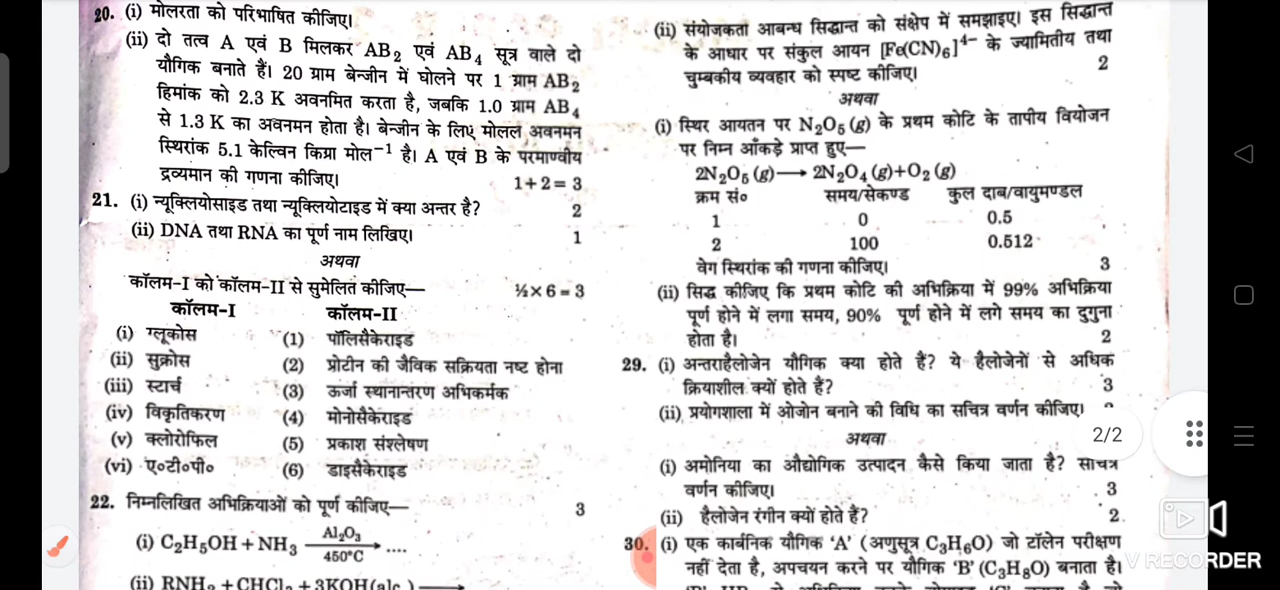 20. (i) मोलरता को परिभाषित कीजिए।
(ii) दो तत्व A एवं B मिलकर AB₂ एवं AB₄ सूत्र वाले दो
यौगिक बनाते हैं। 20 ग्राम बेन्जीन में घोलने पर 1 ग्राम AB₂
हिमांक को 2.3 K अवनमित करता है, जबकि 1.0 ग्राम AB₄
से 1.3 K का अवनमन होता है। बेन्जीन के लिए मोलल अवनमन
स्थिरांक 5.1 केल्विन किग्रा मोल⁻¹ है। A एवं B के परमाण्वीय
द्रव्यमान की गणना कीजिए। 1+2=3
21. (i) न्यूक्लियोसाइड तथा न्यूक्लियोटाइड में क्या अन्तर है? 2
(ii) DNA तथा RNA का पूर्ण नाम लिखिए। 1
अथवा
कॉलम-I को कॉलम-II से सुमेलित कीजिए— ½×6=3
कॉलम-I कॉलम-II
(i) ग्लूकोस (1) पॉलिसैकेराइड
(ii) सुक्रोस (2) प्रोटीन की जैविक सक्रियता नष्ट होना
(iii) स्टार्च (3) ऊर्जा स्थानान्तरण अभिकर्मक
(iv) विकृतिकरण (4) मोनोसैकेराइड
(v) क्लोरोफिल (5) प्रकाश संश्लेषण
(vi) ए०टी०पी० (6) डाइसैकेराइड
22. निम्नलिखित अभिक्रियाओं को पूर्ण कीजिए— 3
(i) C₂H₅OH+NH₃ Al₂O₃ 450°C → ....
(ii) RNH₂+CHCl₃+3KOH(alc.) ⟶
(ii) संयोजकता आबन्ध सिद्धान्त को संक्षेप में समझाइए। इस सिद्धान्त
के आधार पर संकुल आयन [Fe(CN)₆]⁴⁻ के ज्यामितीय तथा
चुम्बकीय व्यवहार को स्पष्ट कीजिए। 2
अथवा
(i) स्थिर आयतन पर N₂O₅(g) के प्रथम कोटि के तापीय वियोजन
पर निम्न आँकड़े प्राप्त हुए—
2N₂O₅(g)⟶2N₂O₄(g)+O₂(g)
क्रम सं० समय/सेकण्ड कुल दाब/वायुमण्डल
1 0 0.5
2 100 0.512
वेग स्थिरांक की गणना कीजिए। 3
(ii) सिद्ध कीजिए कि प्रथम कोटि की अभिक्रिया में 99% अभिक्रिया
पूर्ण होने में लगा समय, 90% पूर्ण होने में लगे समय का दुगुना
होता है। 2
29. (i) अन्तराहैलोजेन यौगिक क्या होते हैं? ये हैलोजेनों से अधिक
क्रियाशील क्यों होते हैं? 3
(ii) प्रयोगशाला में ओजोन बनाने की विधि का सचित्र वर्णन कीजिए।
2/2
अथवा
(i) अमोनिया का औद्योगिक उत्पादन कैसे किया जाता है? सचित्र
वर्णन कीजिए। 3
(ii) हैलोजेन रंगीन क्यों होते हैं? 2
30. (i) एक कार्बनिक यौगिक ‘A’ (अणुसूत्र C₃H₆O) जो टॉलेन परीक्षण
नहीं देता है, अपचयन करने पर यौगिक ‘B’ (C₃H₈O) बनाता है।
V RECORDER